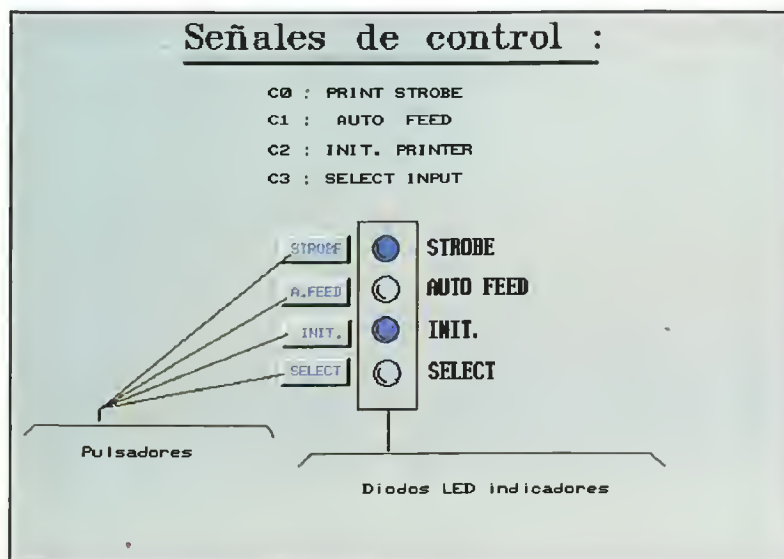 Señales de control :
C0 : PRINT STROBE
C1 : AUTO FEED
C2 : INIT. PRINTER
C3 : SELECT INPUT
STROBE STROBE
A.FEED AUTO FEED
INIT. INIT.
SELECT SELECT
Pulsadores
Diodos LED indicadores